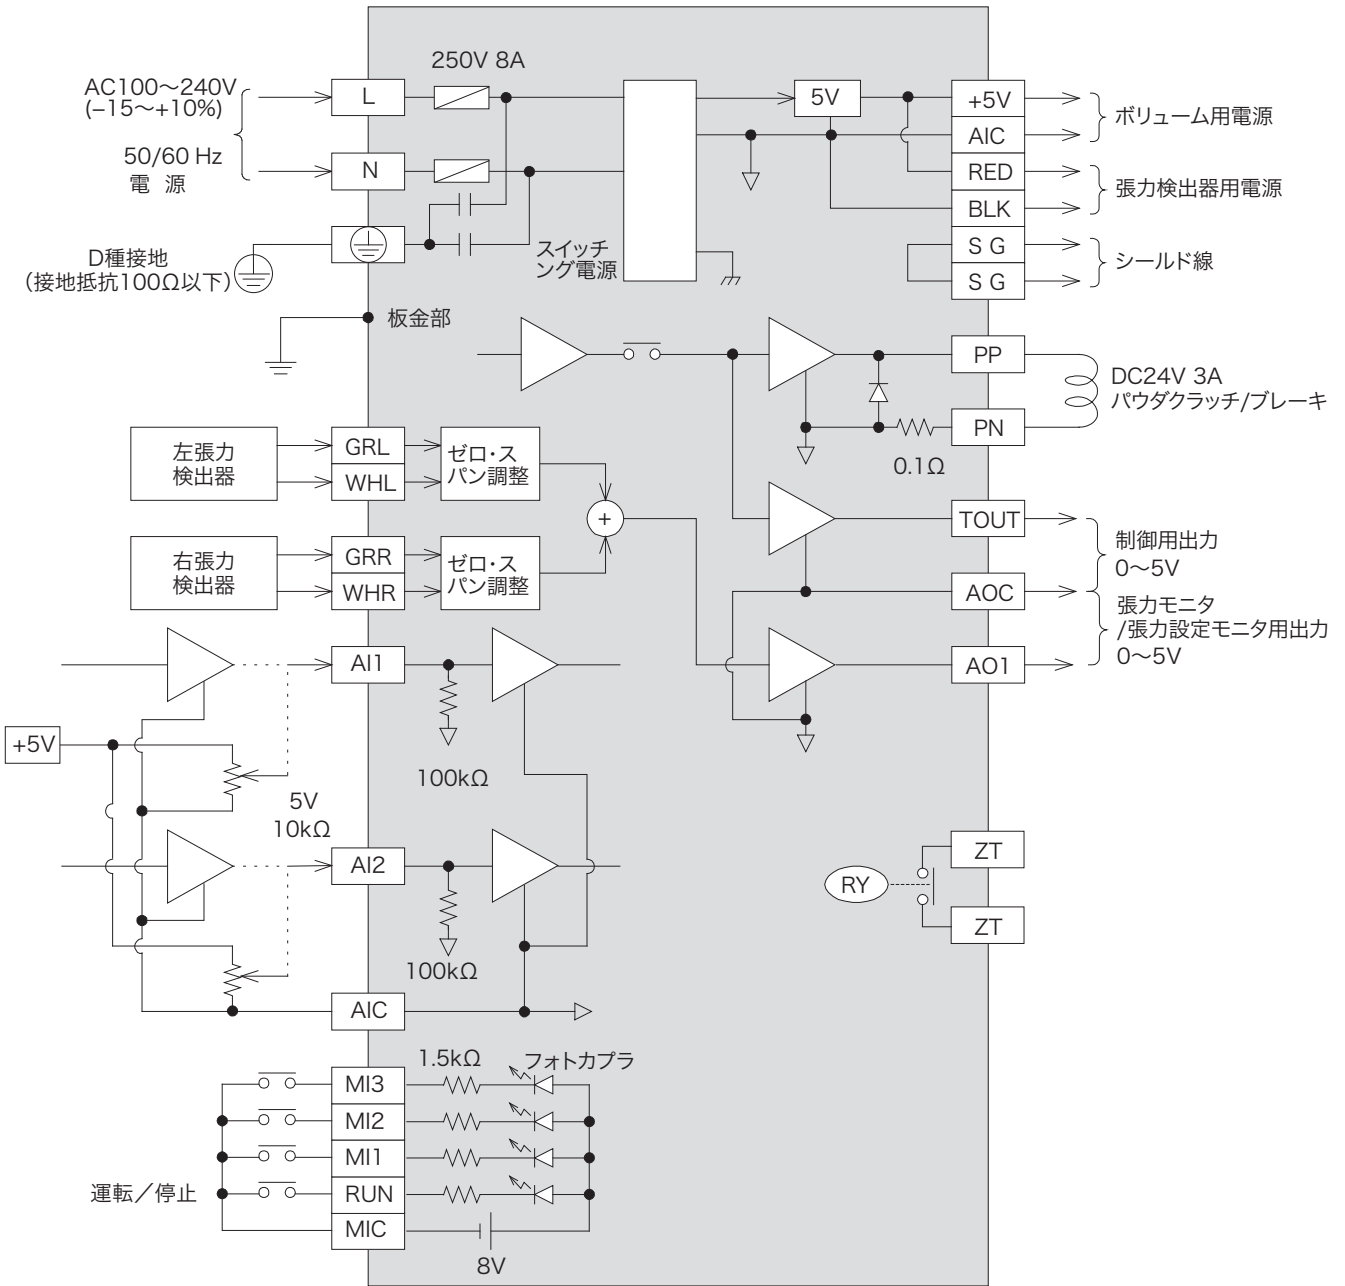 250V 8A
AC100～240V
(–15～+10%)
50/60 Hz
電 源
L
N
D種接地
（接地抵抗100Ω以下）
板金部
スイッチ
ング電源
5V
+5V
AIC
RED
BLK
S G
S G
ボリューム用電源
張力検出器用電源
シールド線
PP
PN
0.1Ω
DC24V 3A
パウダクラッチ/ブレーキ
左張力
検出器
GRL
WHL
ゼロ・ス
パン調整
右張力
検出器
GRR
WHR
ゼロ・ス
パン調整
+
TOUT
AOC
AO1
制御用出力
0～5V
張力モニタ
/張力設定モニタ用出力
0～5V
AI1
+5V
100kΩ
5V
10kΩ
AI2
100kΩ
AIC
RY
ZT
ZT
1.5kΩ
フォトカプラ
MI3
MI2
MI1
運転／停止
RUN
MIC
8V